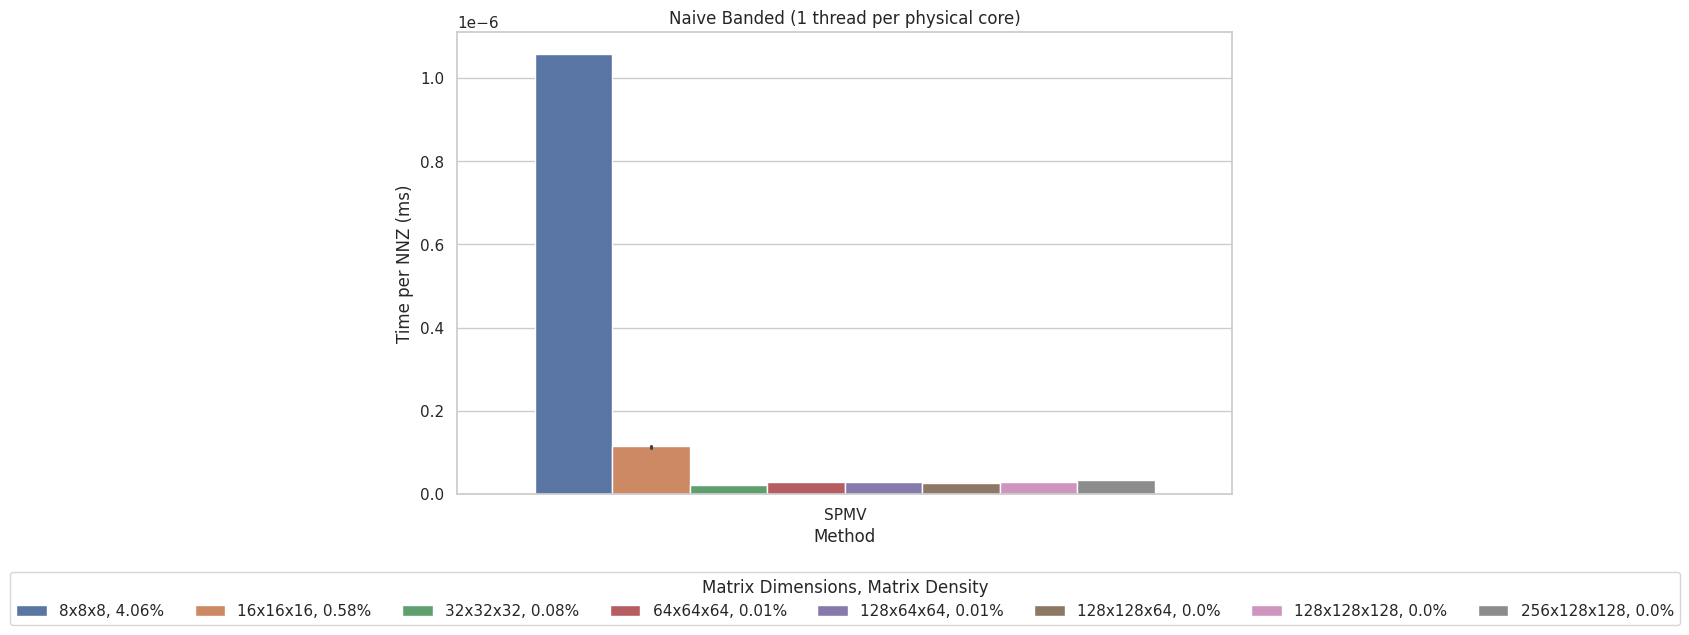 Naive Banded (1 thread per physical core)
1e−6
1.0
0.8
0.6
0.4
0.2
0.0
Time per NNZ (ms)
SPMV
Method
Matrix Dimensions, Matrix Density
8x8x8, 4.06% 16x16x16, 0.58% 32x32x32, 0.08% 64x64x64, 0.01% 128x64x64, 0.01% 128x128x64, 0.0% 128x128x128, 0.0% 256x128x128, 0.0%